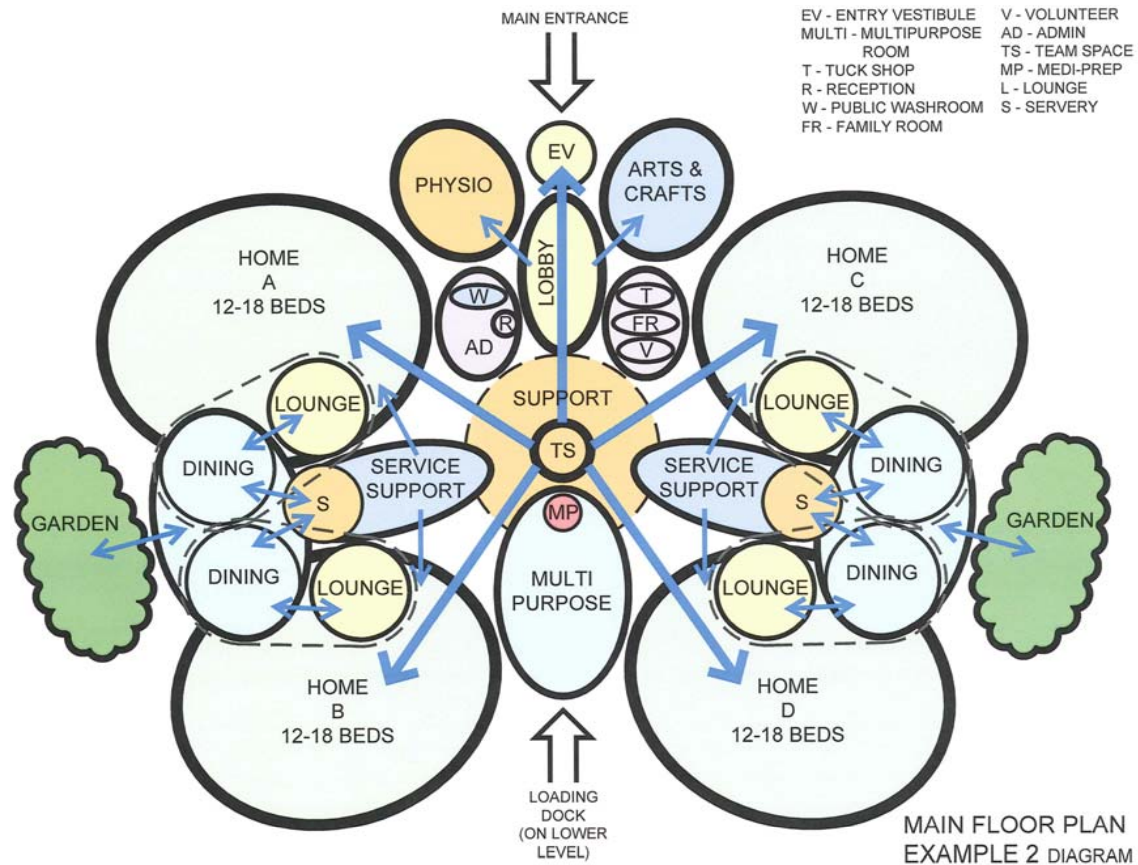 MAIN ENTRANCE
EV - ENTRY VESTIBULE
MULTI - MULTIPURPOSE
ROOM
T - TUCK SHOP
R - RECEPTION
W - PUBLIC WASHROOM
FR - FAMILY ROOM
V - VOLUNTEER
AD - ADMIN
TS - TEAM SPACE
MP - MEDI-PREP
L - LOUNGE
S - SERVERY
EV
PHYSIO
ARTS &
CRAFTS
LOBBY
HOME
A
12-18 BEDS
HOME
C
12-18 BEDS
W
R
AD
T
FR
V
SUPPORT
TS
LOUNGE
DINING
S
SERVICE
SUPPORT
DINING
LOUNGE
GARDEN
MP
MULTI
PURPOSE
SERVICE
SUPPORT
S
LOUNGE
DINING
LOUNGE
DINING
GARDEN
HOME
B
12-18 BEDS
HOME
D
12-18 BEDS
LOADING
DOCK
(ON LOWER
LEVEL)
MAIN FLOOR PLAN
EXAMPLE 2 DIAGRAM